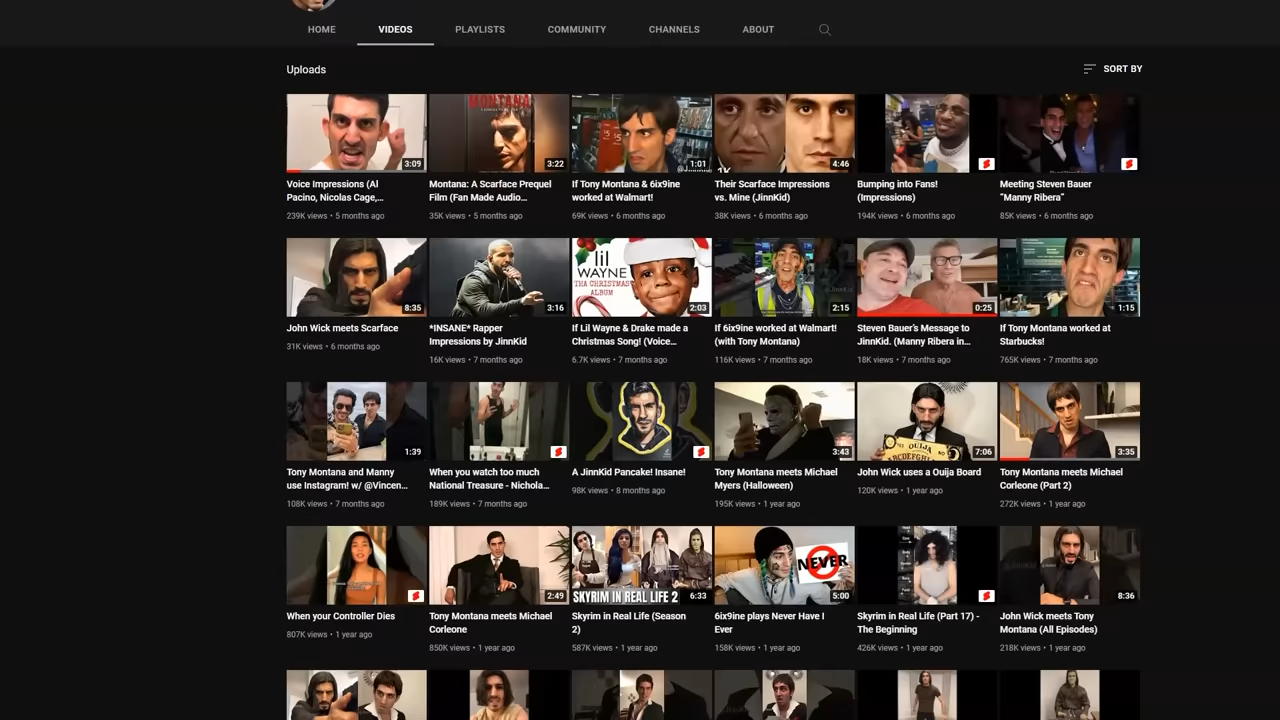 HOME
VIDEOS
PLAYLISTS
COMMUNITY
CHANNELS
ABOUT
Uploads
SORT BY
MONTANA
3:09
3:22
1:01
4:46
Voice Impressions (Al
Pacino, Nicolas Cage,...
239K views • 5 months ago
Montana: A Scarface Prequel
Film (Fan Made Audio...
35K views • 5 months ago
If Tony Montana & 6ix9ine
worked at Walmart!
69K views • 6 months ago
Their Scarface Impressions
vs. Mine (JinnKid)
38K views • 6 months ago
Bumping into Fans!
(Impressions)
194K views • 6 months ago
Meeting Steven Bauer
"Manny Ribera"
85K views • 6 months ago
lil
WAYNE
THA CHRISTMAS
ALBUM
8:35
3:16
2:03
2:15
0:25
1:15
John Wick meets Scarface
31K views • 6 months ago
*INSANE* Rapper
Impressions by JinnKid
16K views • 7 months ago
If Lil Wayne & Drake made a
Christmas Song! (Voice...
6.7K views • 7 months ago
If 6ix9ine worked at Walmart!
(with Tony Montana)
116K views • 7 months ago
Steven Bauer's Message to
JinnKid. (Manny Ribera in...
18K views • 7 months ago
If Tony Montana worked at
Starbucks!
765K views • 7 months ago
OUIJA
1:39
3:43
7:06
3:35
Tony Montana and Manny
use Instagram! w/ @Vincen...
108K views • 7 months ago
When you watch too much
National Treasure - Nichola...
189K views • 7 months ago
A JinnKid Pancake! Insane!
98K views • 8 months ago
Tony Montana meets Michael
Myers (Halloween)
195K views • 1 year ago
John Wick uses a Ouija Board
120K views • 1 year ago
Tony Montana meets Michael
Corleone (Part 2)
272K views • 1 year ago
NEVER
SKYRIM IN REAL LIFE 2
2:49
6:33
5:00
8:36
When your Controller Dies
807K views • 1 year ago
Tony Montana meets Michael
Corleone
850K views • 1 year ago
Skyrim in Real Life (Season
2)
587K views • 1 year ago
6ix9ine plays Never Have I
Ever
158K views • 1 year ago
Skyrim in Real Life (Part 17) -
The Beginning
426K views • 1 year ago
John Wick meets Tony
Montana (All Episodes)
218K views • 1 year ago